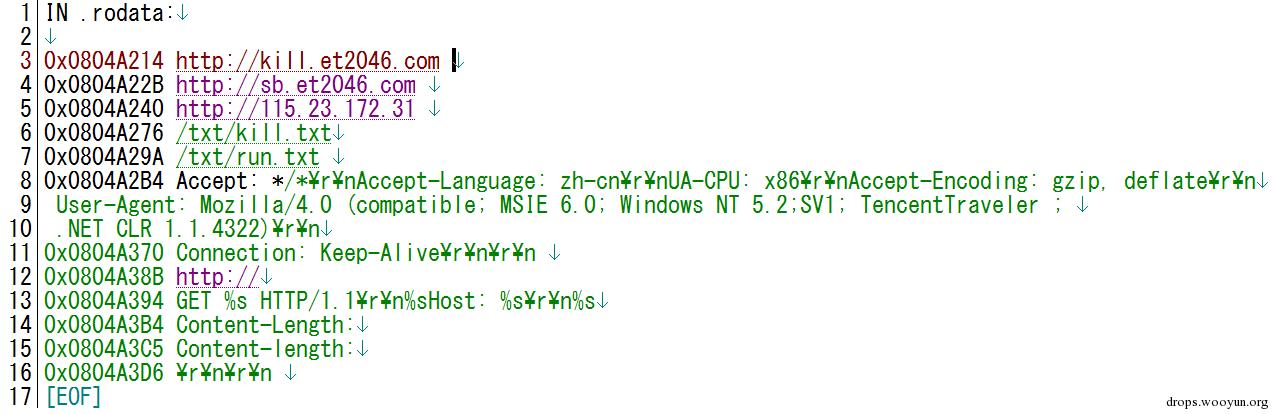 1 IN .rodata:↓
2 ↓
3 0x0804A214 http://kill.et2046.com ↓
4 0x0804A22B http://sb.et2046.com ↓
5 0x0804A240 http://115.23.172.31 ↓
6 0x0804A276 /txt/kill.txt↓
7 0x0804A29A /txt/run.txt ↓
8 0x0804A2B4 Accept: */*¥r¥nAccept-Language: zh-cn¥r¥nUA-CPU: x86¥r¥nAccept-Encoding: gzip, deflate¥r¥n↓
9 User-Agent: Mozilla/4.0 (compatible; MSIE 6.0; Windows NT 5.2;SV1; TencentTraveler ; ↓
10 .NET CLR 1.1.4322)¥r¥n↓
11 0x0804A370 Connection: Keep-Alive¥r¥n¥r¥n ↓
12 0x0804A38B http://↓
13 0x0804A394 GET %s HTTP/1.1¥r¥n%sHost: %s¥r¥n%s↓
14 0x0804A3B4 Content-Length:↓
15 0x0804A3C5 Content-length:↓
16 0x0804A3D6 ¥r¥n¥r¥n ↓
17 [EOF]
drops.wooyun.org